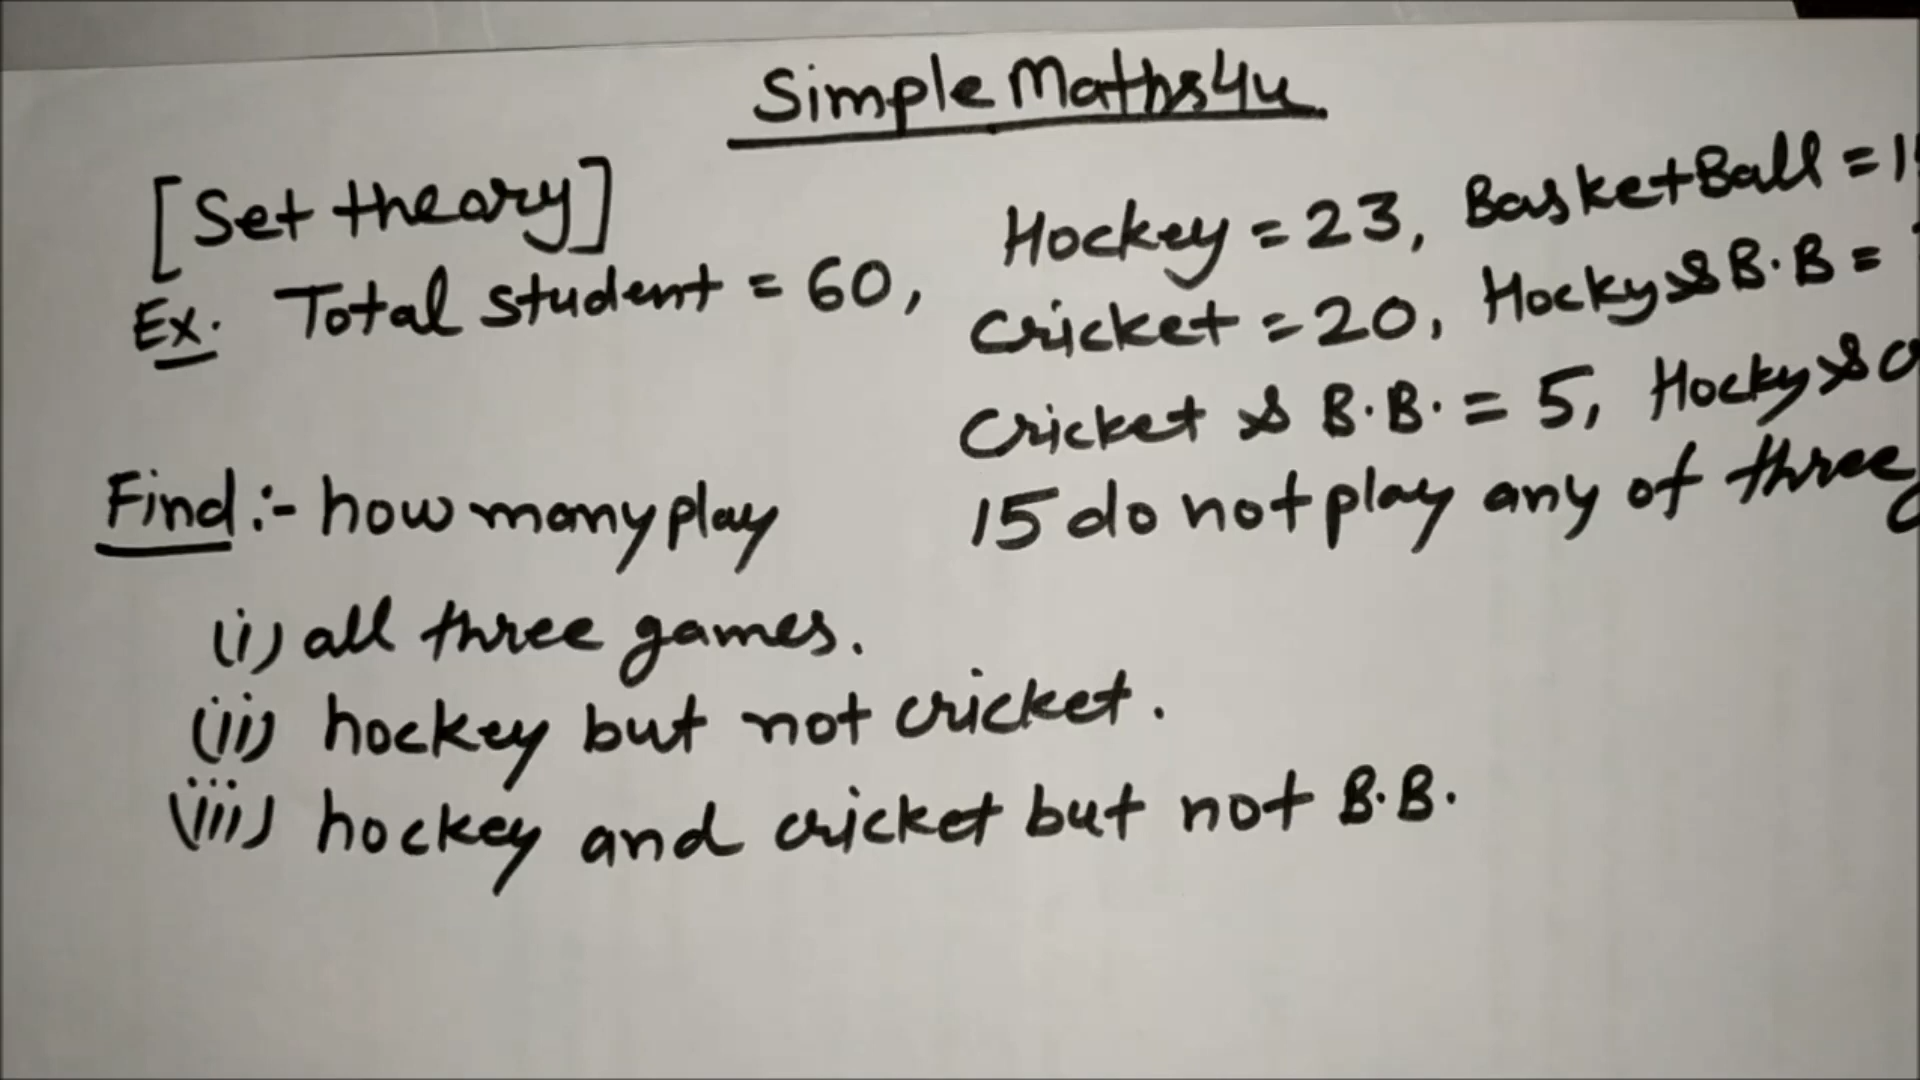 Simple Maths4u
[Set theory]
Ex. Total student = 60, Hockey = 23, BasketBall =
Cricket = 20, Hocky & B.B =
Cricket & B.B. = 5, Hocky &
15 do not play any of three
Find :- how many play
(i) all three games.
(ii) hockey but not cricket.
(iii) hockey and cricket but not B.B.